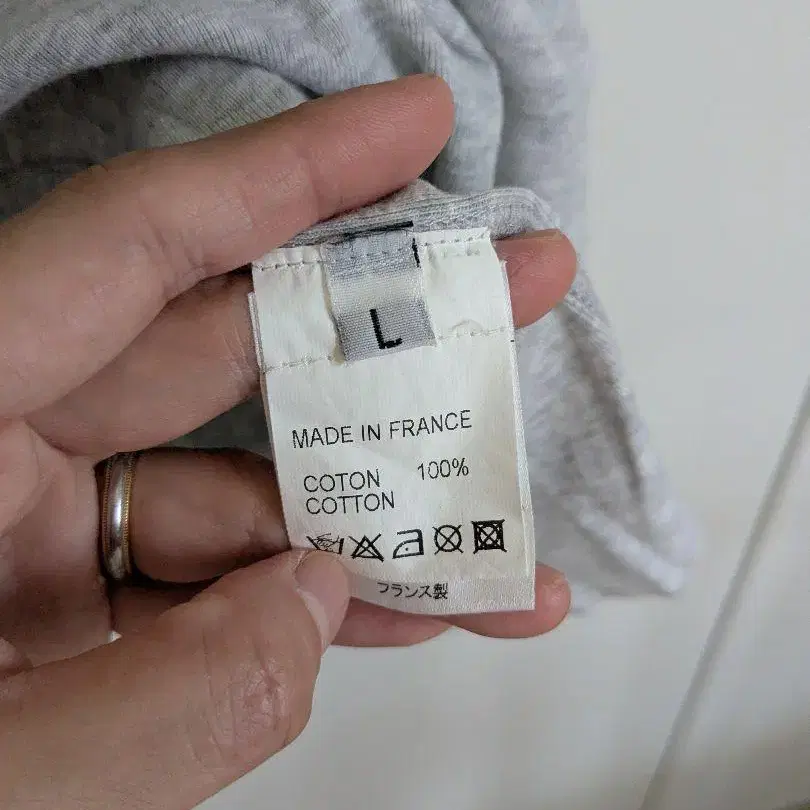 L
MADE IN FRANCE
COTON 100%
COTTON
フランス製